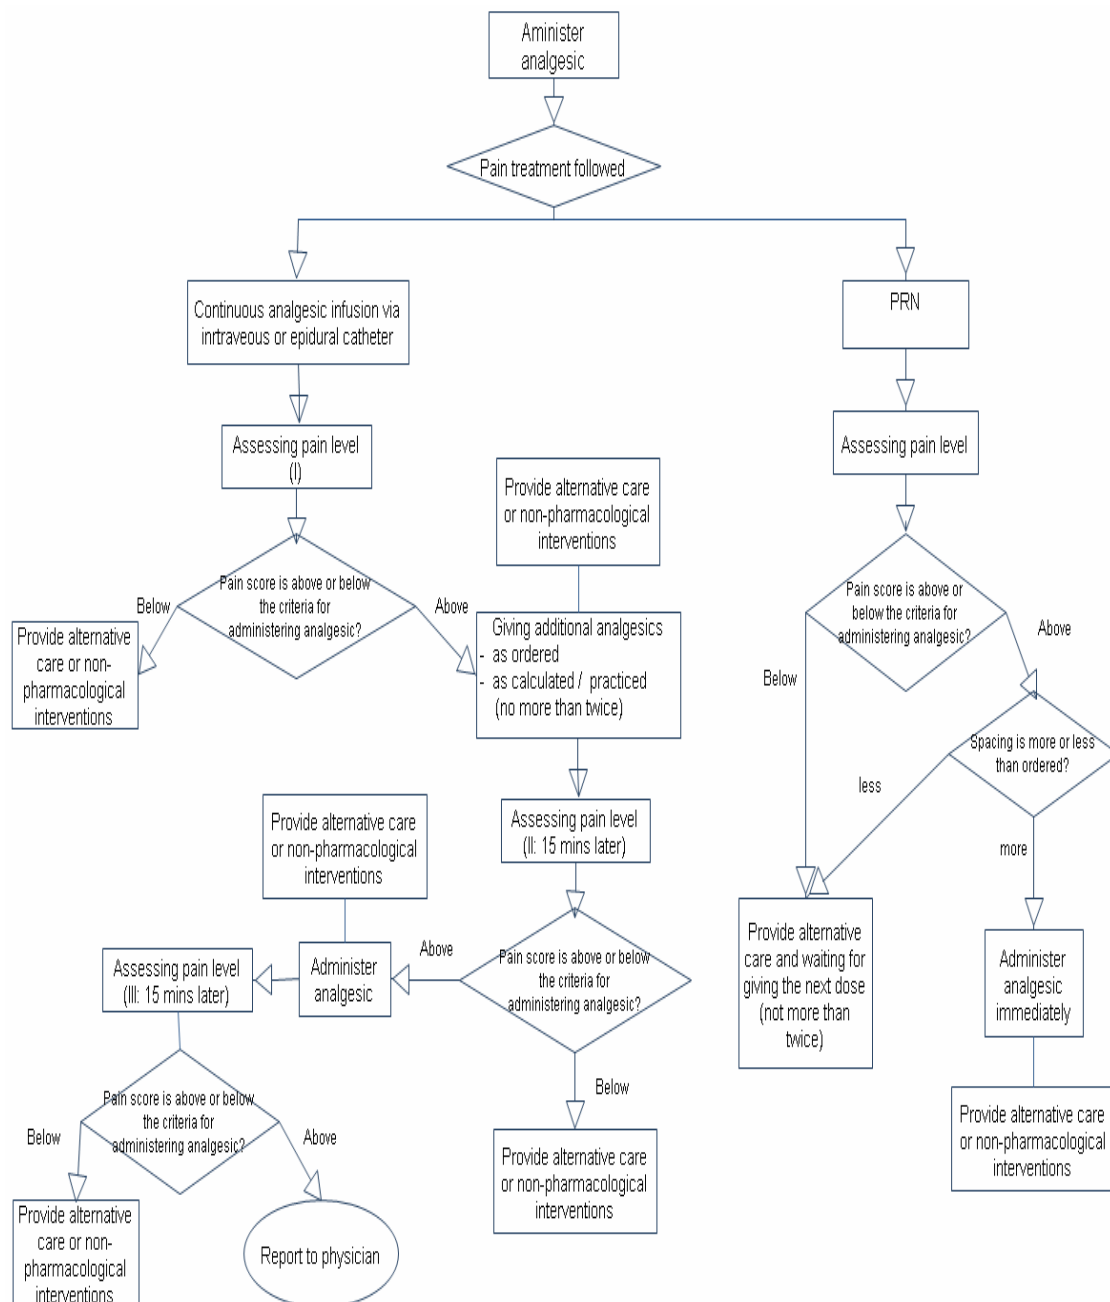 Aminister
analgesic
Pain treatment followed
Continuous analgesic infusion via
inrtraveous or epidural catheter
PRN
Assessing pain level
(I)
Assessing pain level
Provide alternative care
or non-pharmacological
interventions
Pain score is above or below
the criteria for
administering analgesic?
Below
Above
Provide alternative
care or non-
pharmacological
interventions
Giving additional analgesics
- as ordered
- as calculated / practiced
(no more than twice)
Pain score is above or
below the criteria for
administering analgesic?
Above
Below
Spacing is more or less
than ordered?
less
more
Assessing pain level
(II: 15 mins later)
Provide alternative care
or non-pharmacological
interventions
Pain score is above or below
the criteria for
administering analgesic?
Above
Below
Administer
analgesic
Assessing pain level
(III: 15 mins later)
Provide alternative
care and waiting for
giving the next dose
(not more than
twice)
Administer
analgesic
immediately
Provide alternative care
or non-pharmacological
interventions
Pain score is above or below
the criteria for
administering analgesic?
Below
Above
Provide alternative care
or non-pharmacological
interventions
Provide alternative
care or non-
pharmacological
interventions
Report to physician